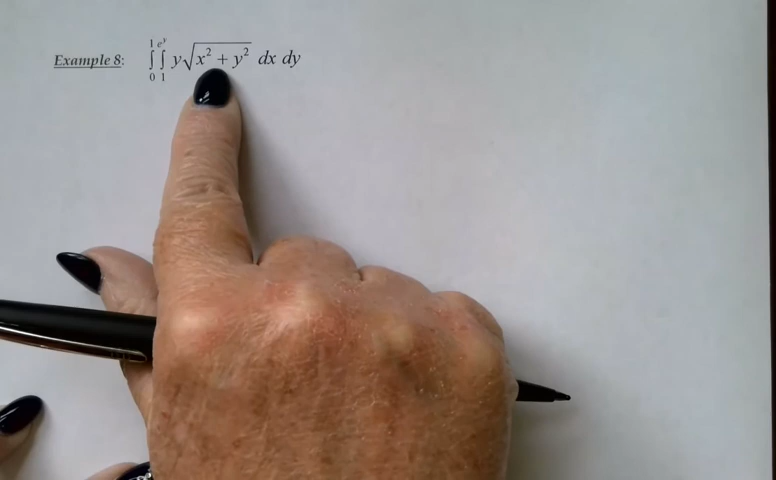 Example 8: ∫₀¹ ∫₁^{e^y} y√(x² + y²) dx dy